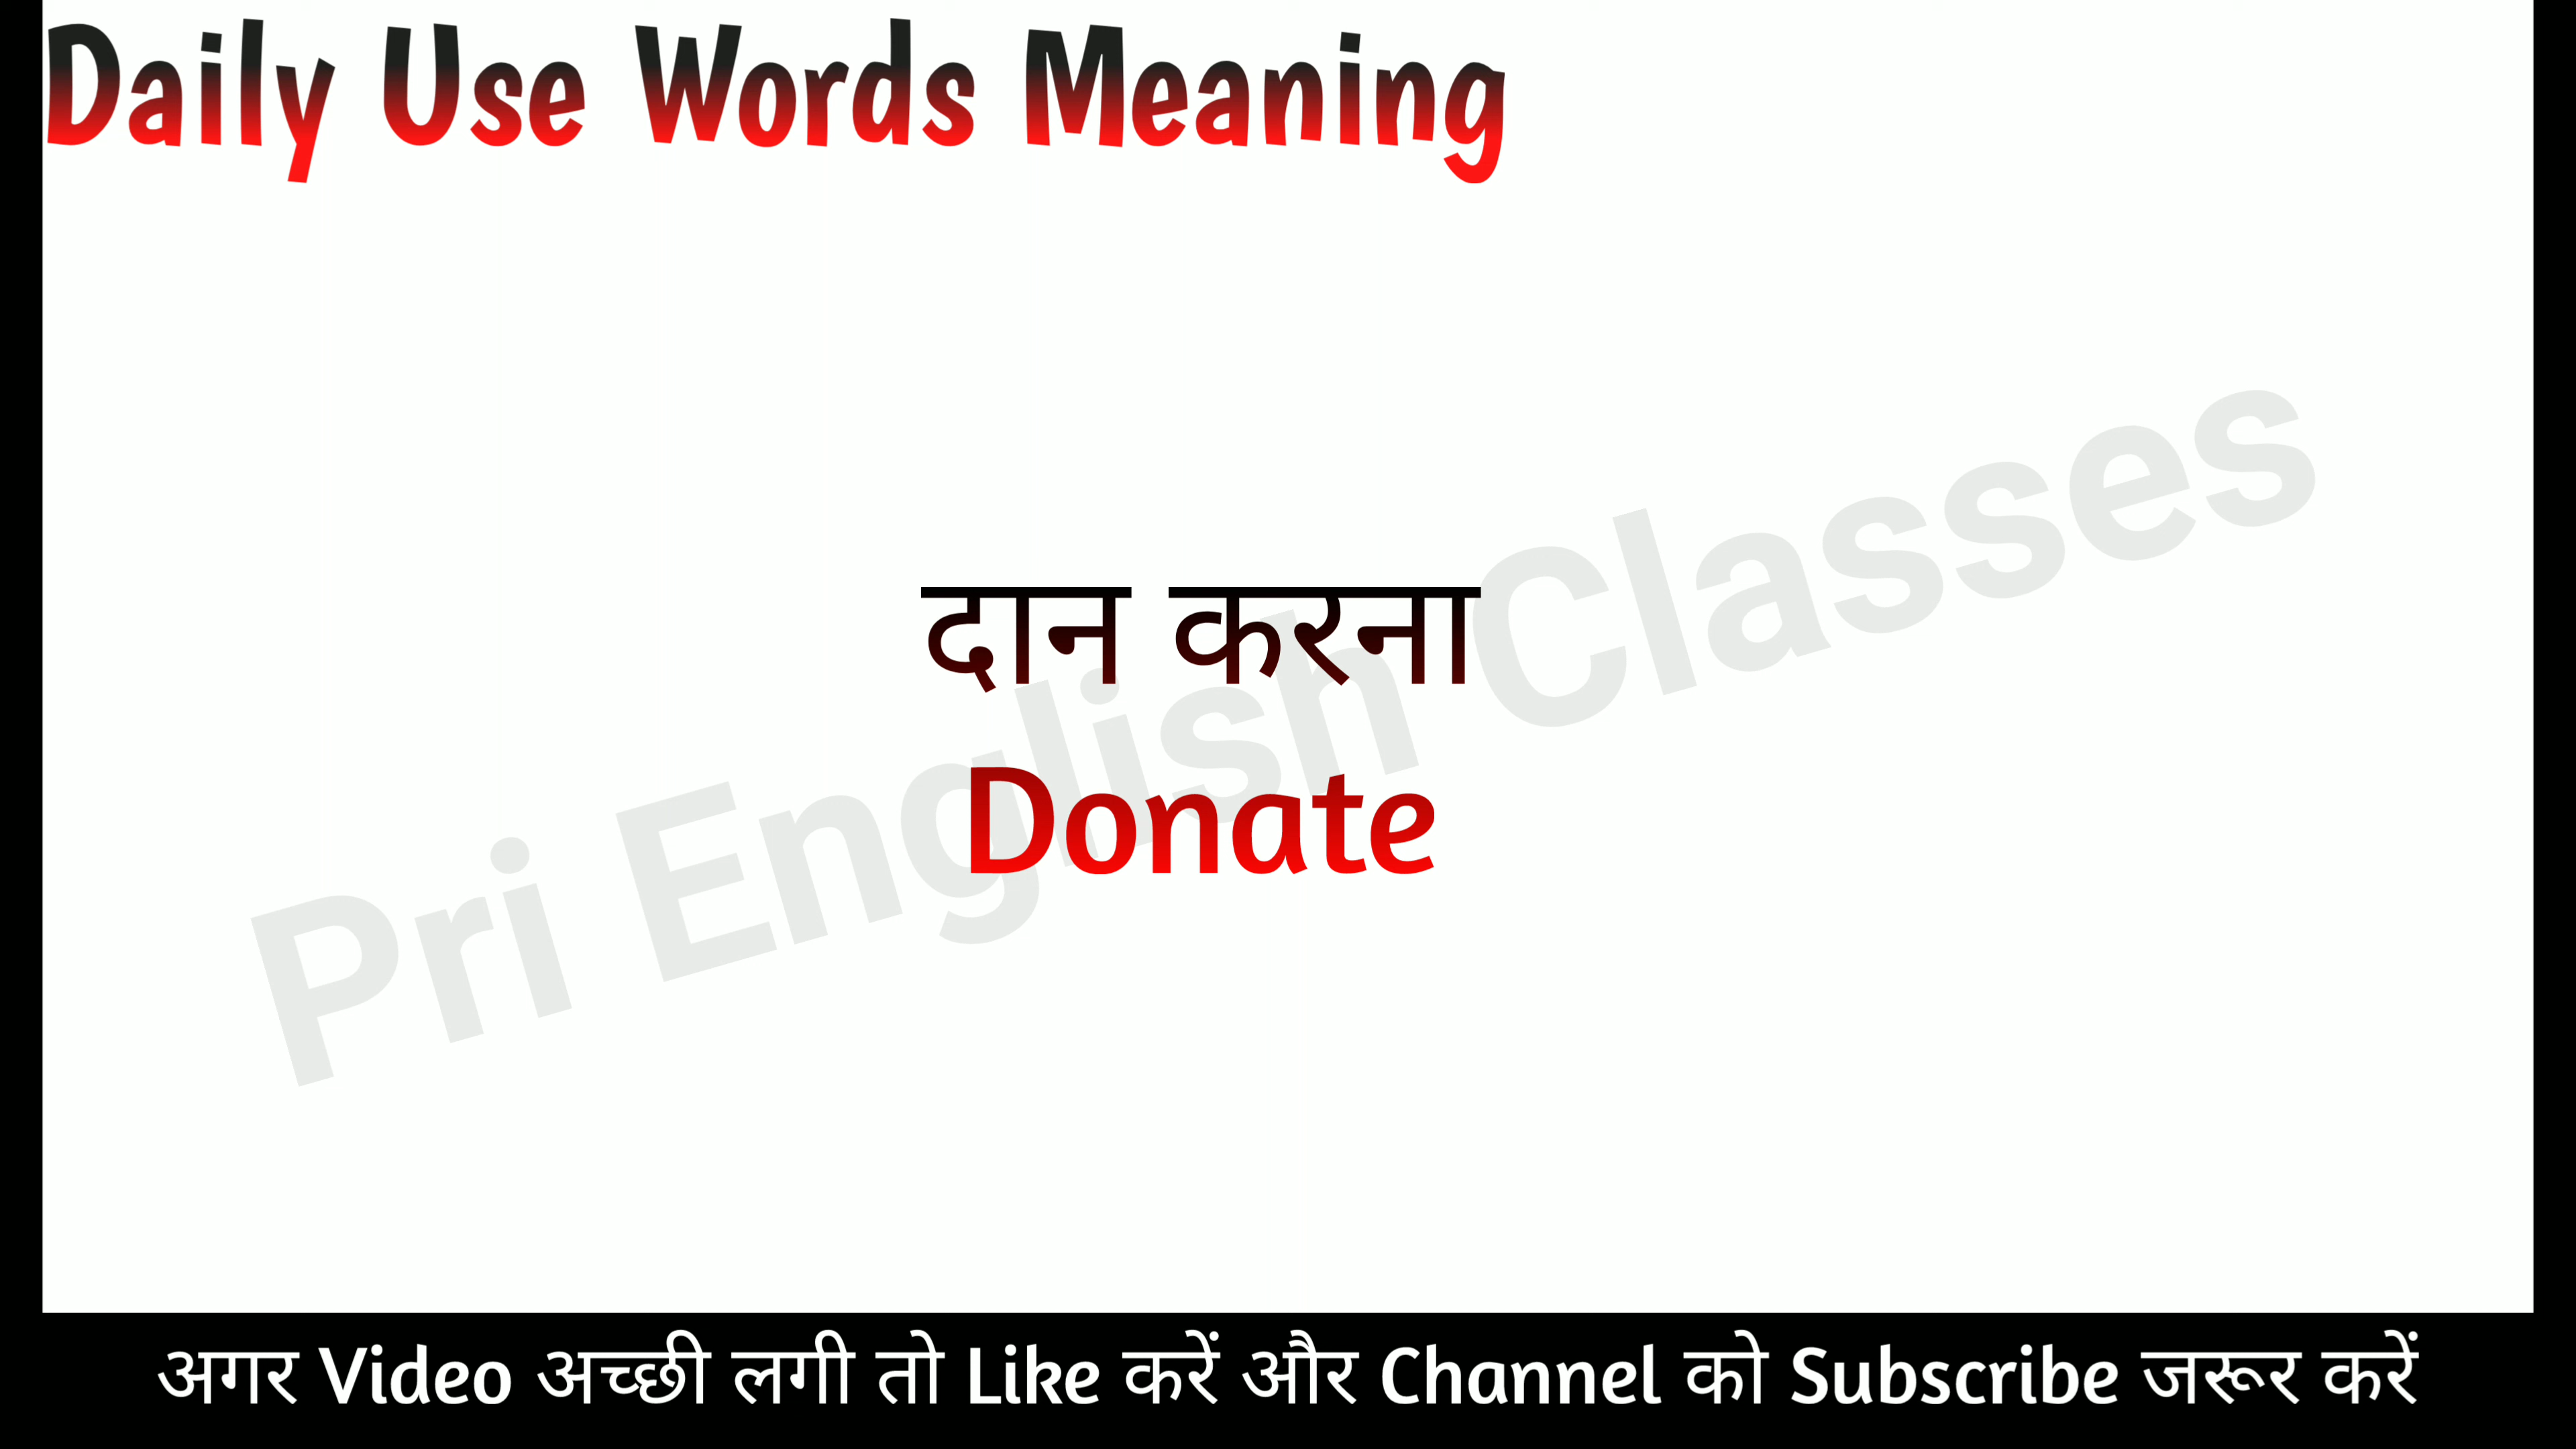 Daily Use Words Meaning
दान करना
Donate
Pri English Classes
अगर Video अच्छी लगी तो Like करें और Channel को Subscribe जरूर करें